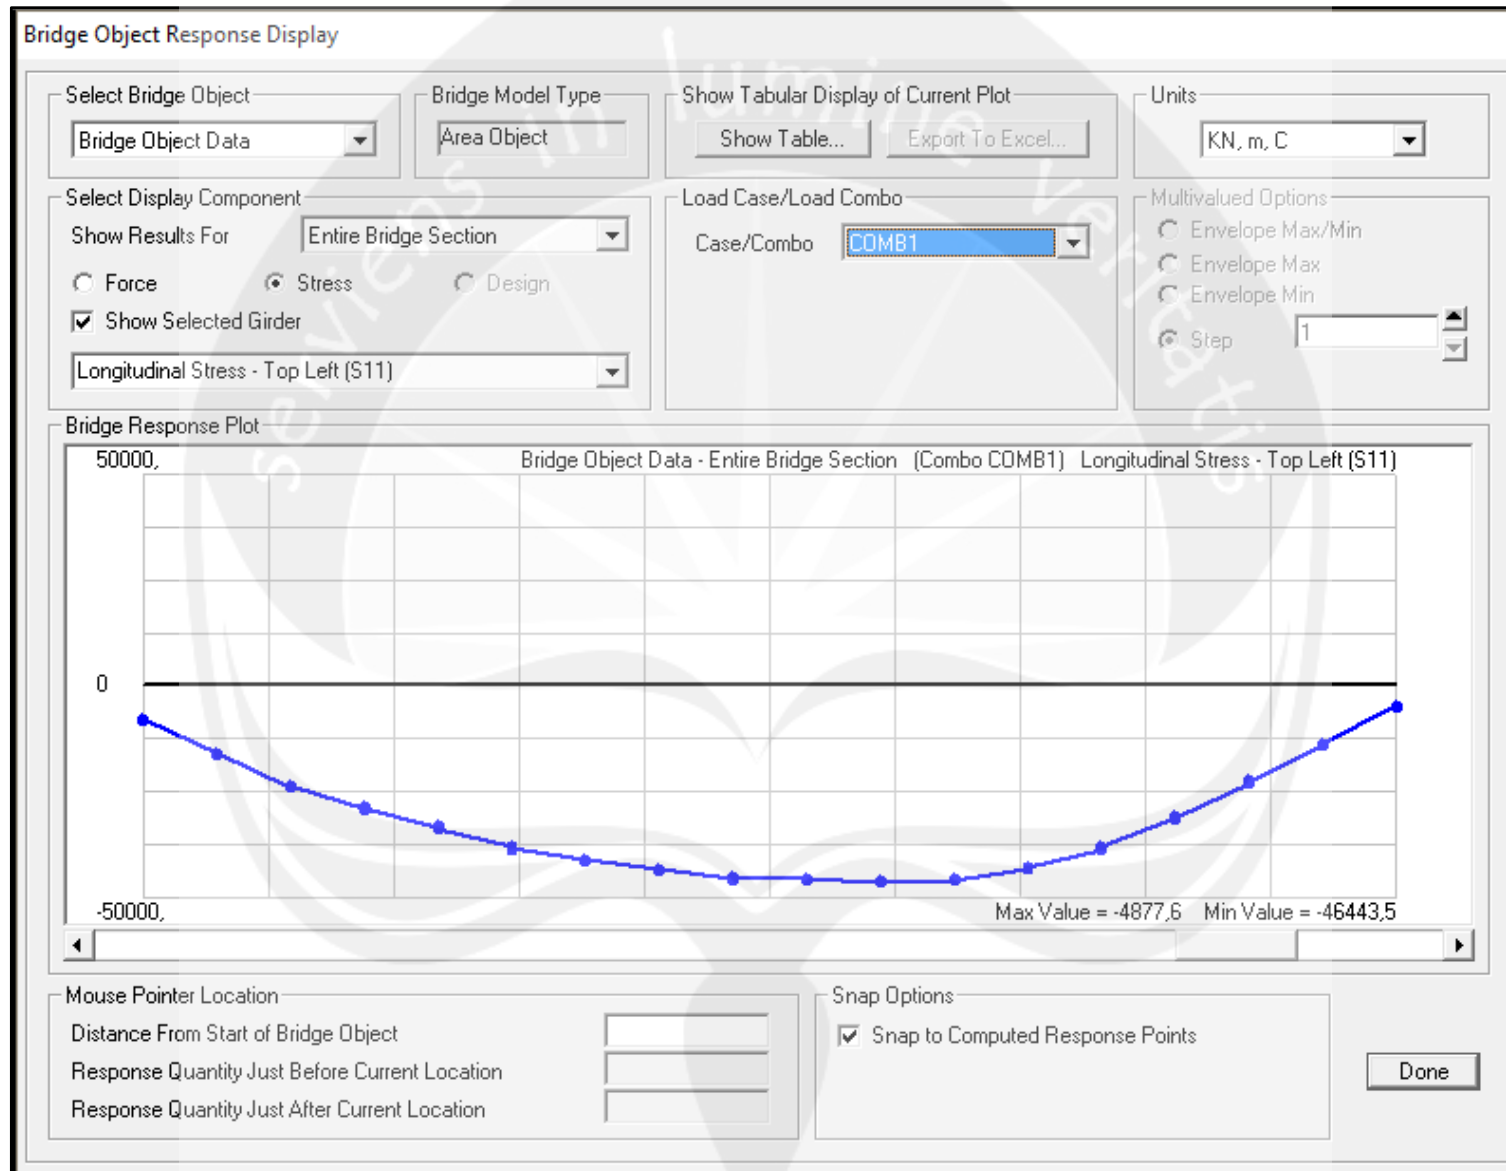 Bridge Object Response Display
Select Bridge Object
Bridge Object Data
Bridge Model Type
Area Object
Show Tabular Display of Current Plot
Show Table...
Export To Excel...
Units
KN, m, C
Select Display Component
Show Results For
Entire Bridge Section
Force
Stress
Design
Show Selected Girder
Longitudinal Stress - Top Left (S11)
Load Case/Load Combo
Case/Combo
COMB1
Multivalued Options
Envelope Max/Min
Envelope Max
Envelope Min
Step
1
Bridge Response Plot
50000,
Bridge Object Data - Entire Bridge Section (Combo COMB1) Longitudinal Stress - Top Left (S11)
0
-50000,
Max Value = -4877,6 Min Value = -46443,5
Mouse Pointer Location
Distance From Start of Bridge Object
Response Quantity Just Before Current Location
Response Quantity Just After Current Location
Snap Options
Snap to Computed Response Points
Done
serviens in lumine veritatis